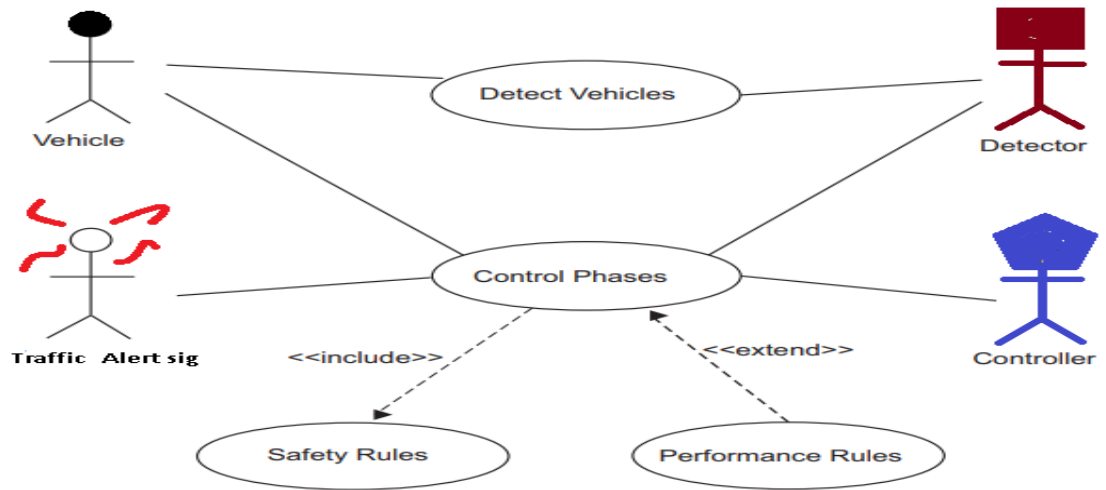 Detect Vehicles
Vehicle
Detector
Control Phases
Traffic Alert sig
<<include>>
<<extend>>
Controller
Safety Rules
Performance Rules